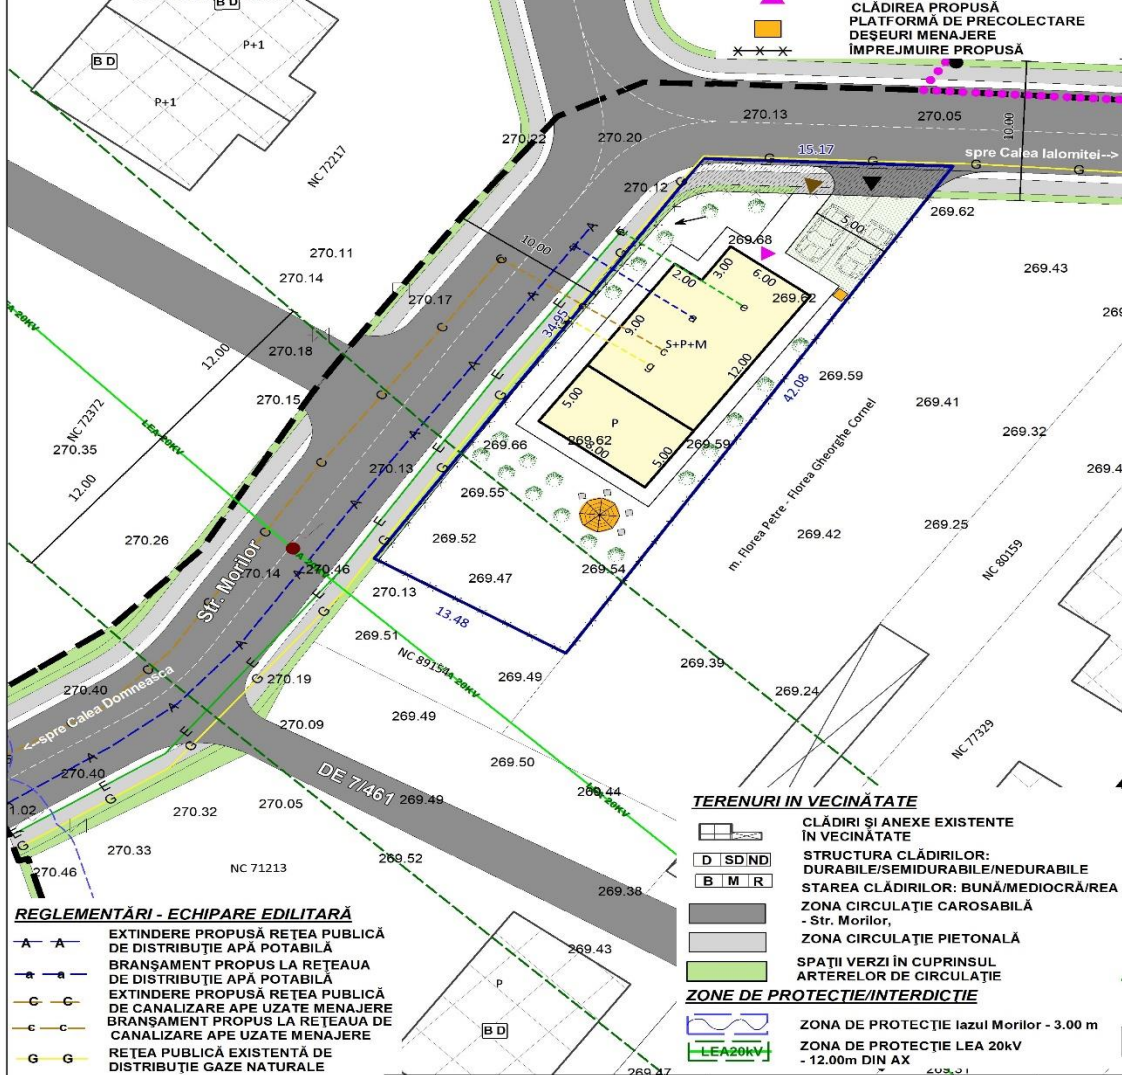 CLĂDIREA PROPUSĂ
PLATFORMĂ DE PRECOLECTARE
DEȘEURI MENAJERE
ÎMPREJMUIRE PROPUSĂ
B D
P+1
B D
P+1
NC 72217
270.22
270.20
270.13
270.05
10.00
spre Calea Ialomitei-->
15.17
270.12
269.62
5.00
269.68
3.00
6.00
2.00
269.62
269.43
270.11
270.14
10.00
270.17
34.95
9.00
S+P+M
12.00
e
a
c
g
270.18
12.00
270.15
5.00
P
269.62
8.00
5.00
269.59
42.08
269.59
269.41
269.32
LEA 20KV
NC 72372
270.35
12.00
270.13
269.66
269.55
269.52
269.47
269.54
m. Florea Petre - Florea Gheorghe Cornel
269.42
269.25
NC 80159
270.26
Str. Morilor
270.14
270.46
270.13
13.48
269.51
269.49
269.39
269.24
NC 77329
270.40
<--spre Calea Domneasca
270.19
270.09
269.49
269.50
269.44
LEA 20KV
270.40
1.02
DE 7/461
269.49
270.32
270.05
270.33
270.46
NC 71213
269.52
269.38
269.43
P
B D
269.47
REGLEMENTĂRI - ECHIPARE EDILITARĂ
A A EXTINDERE PROPUSĂ REȚEA PUBLICĂ
DE DISTRIBUȚIE APĂ POTABILĂ
a a BRANȘAMENT PROPUS LA REȚEAUA
DE DISTRIBUȚIE APĂ POTABILĂ
C C EXTINDERE PROPUSĂ REȚEA PUBLICĂ
DE CANALIZARE APE UZATE MENAJERE
c c BRANȘAMENT PROPUS LA REȚEAUA DE
CANALIZARE APE UZATE MENAJERE
G G REȚEA PUBLICĂ EXISTENTĂ DE
DISTRIBUȚIE GAZE NATURALE
TERENURI IN VECINĂTATE
CLĂDIRI ȘI ANEXE EXISTENTE
ÎN VECINĂTATE
D SD ND STRUCTURA CLĂDIRILOR:
DURABILE/SEMIDURABILE/NEDURABILE
B M R STAREA CLĂDIRILOR: BUNĂ/MEDIOCRĂ/REA
ZONA CIRCULAȚIE CAROSABILĂ
- Str. Morilor,
ZONA CIRCULAȚIE PIETONALĂ
SPAȚII VERZI ÎN CUPRINSUL
ARTERELOR DE CIRCULAȚIE
ZONE DE PROTECȚIE/INTERDICȚIE
ZONA DE PROTECȚIE Iazul Morilor - 3.00 m
LEA20kV ZONA DE PROTECȚIE LEA 20kV
- 12.00m DIN AX